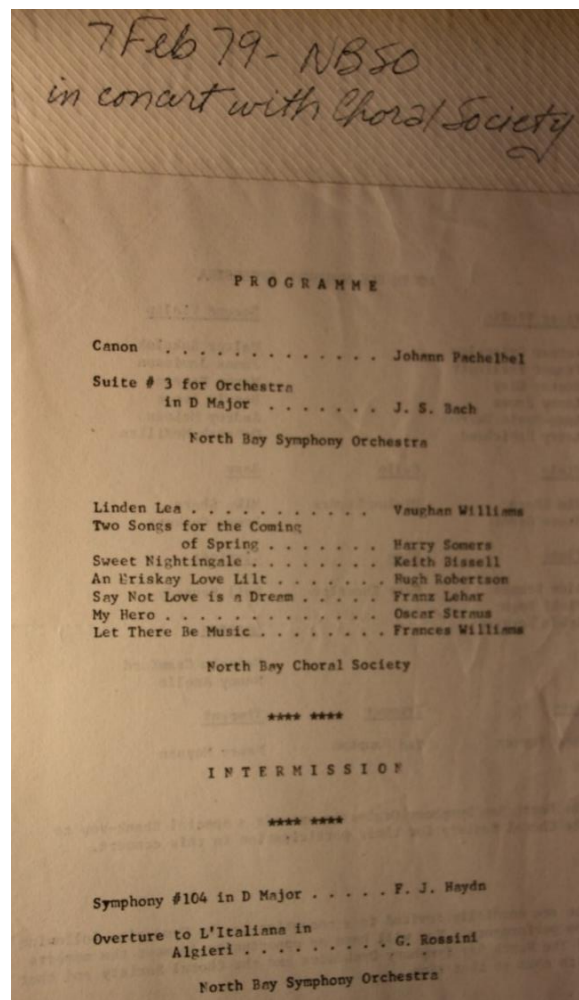 7 Feb 79 - NBSO
in concert with Choral Society
PROGRAMME
Canon . . . . . . . . . . . . . Johann Pachelbel
Suite # 3 for Orchestra
in D Major . . . . . . . J. S. Bach
North Bay Symphony Orchestra
Linden Lea . . . . . . . . . . . Vaughan Williams
Two Songs for the Coming
of Spring . . . . . . . Harry Somers
Sweet Nightingale . . . . . . . . Keith Bissell
An Eriskay Love Lilt . . . . . . . Hugh Robertson
Say Not Love is a Dream . . . . . Franz Lehar
My Hero . . . . . . . . . . . . . Oscar Straus
Let There Be Music . . . . . . . . Frances Williams
North Bay Choral Society
**** ****
INTERMISSION
**** ****
Symphony #104 in D Major . . . . . F. J. Haydn
Overture to L'Italiana in
Algieri . . . . . . . . . G. Rossini
North Bay Symphony Orchestra